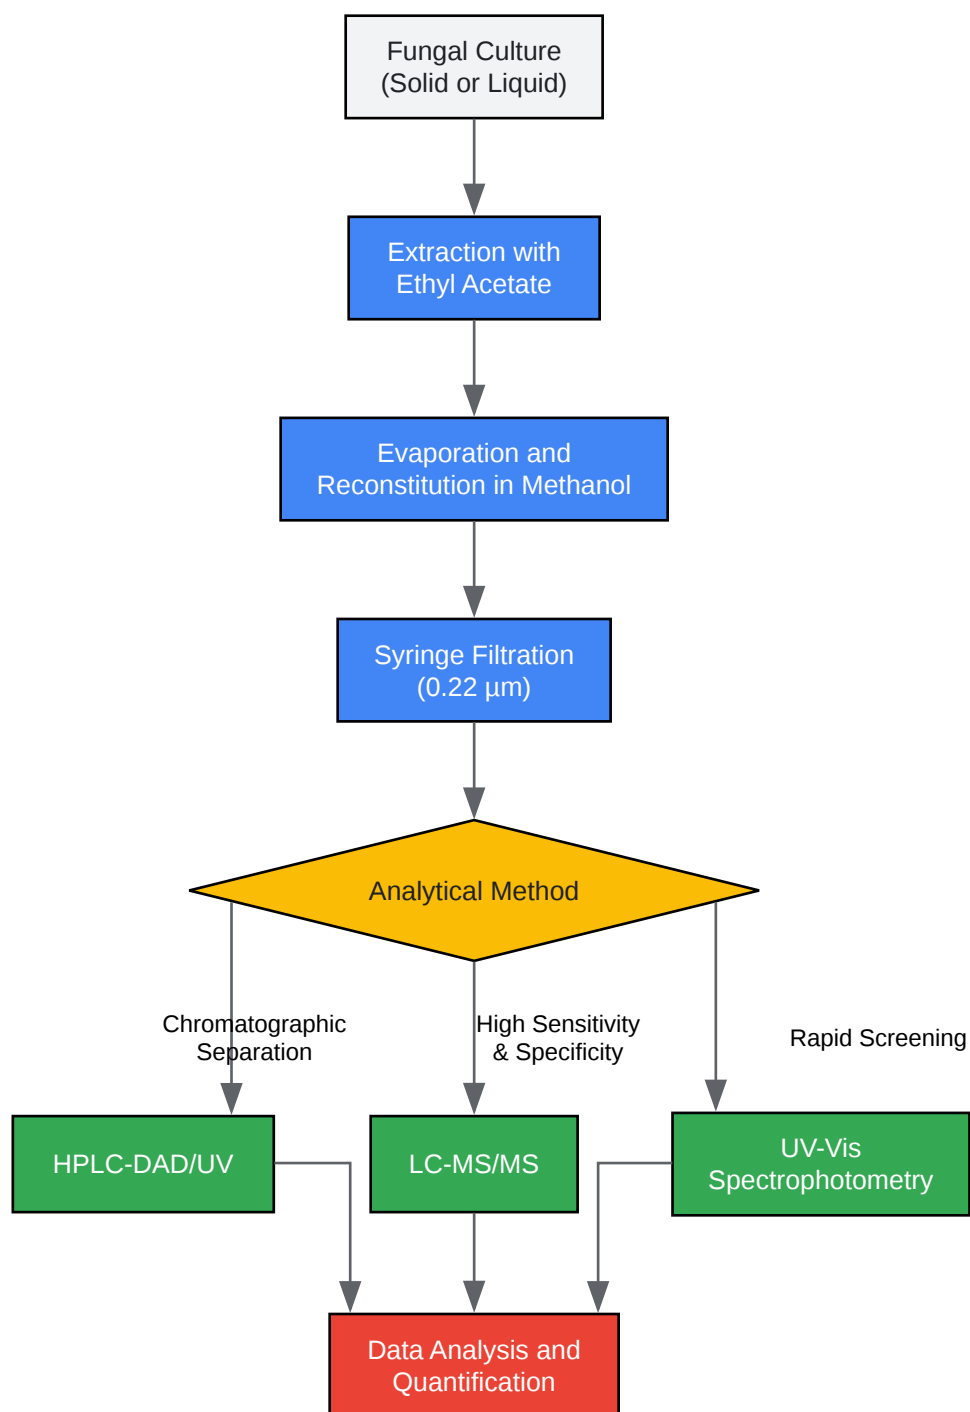 Fungal Culture
(Solid or Liquid)
Extraction with
Ethyl Acetate
Evaporation and
Reconstitution in Methanol
Syringe Filtration
(0.22 µm)
Analytical Method
Chromatographic
Separation
High Sensitivity
& Specificity
Rapid Screening
HPLC-DAD/UV
LC-MS/MS
UV-Vis
Spectrophotometry
Data Analysis and
Quantification